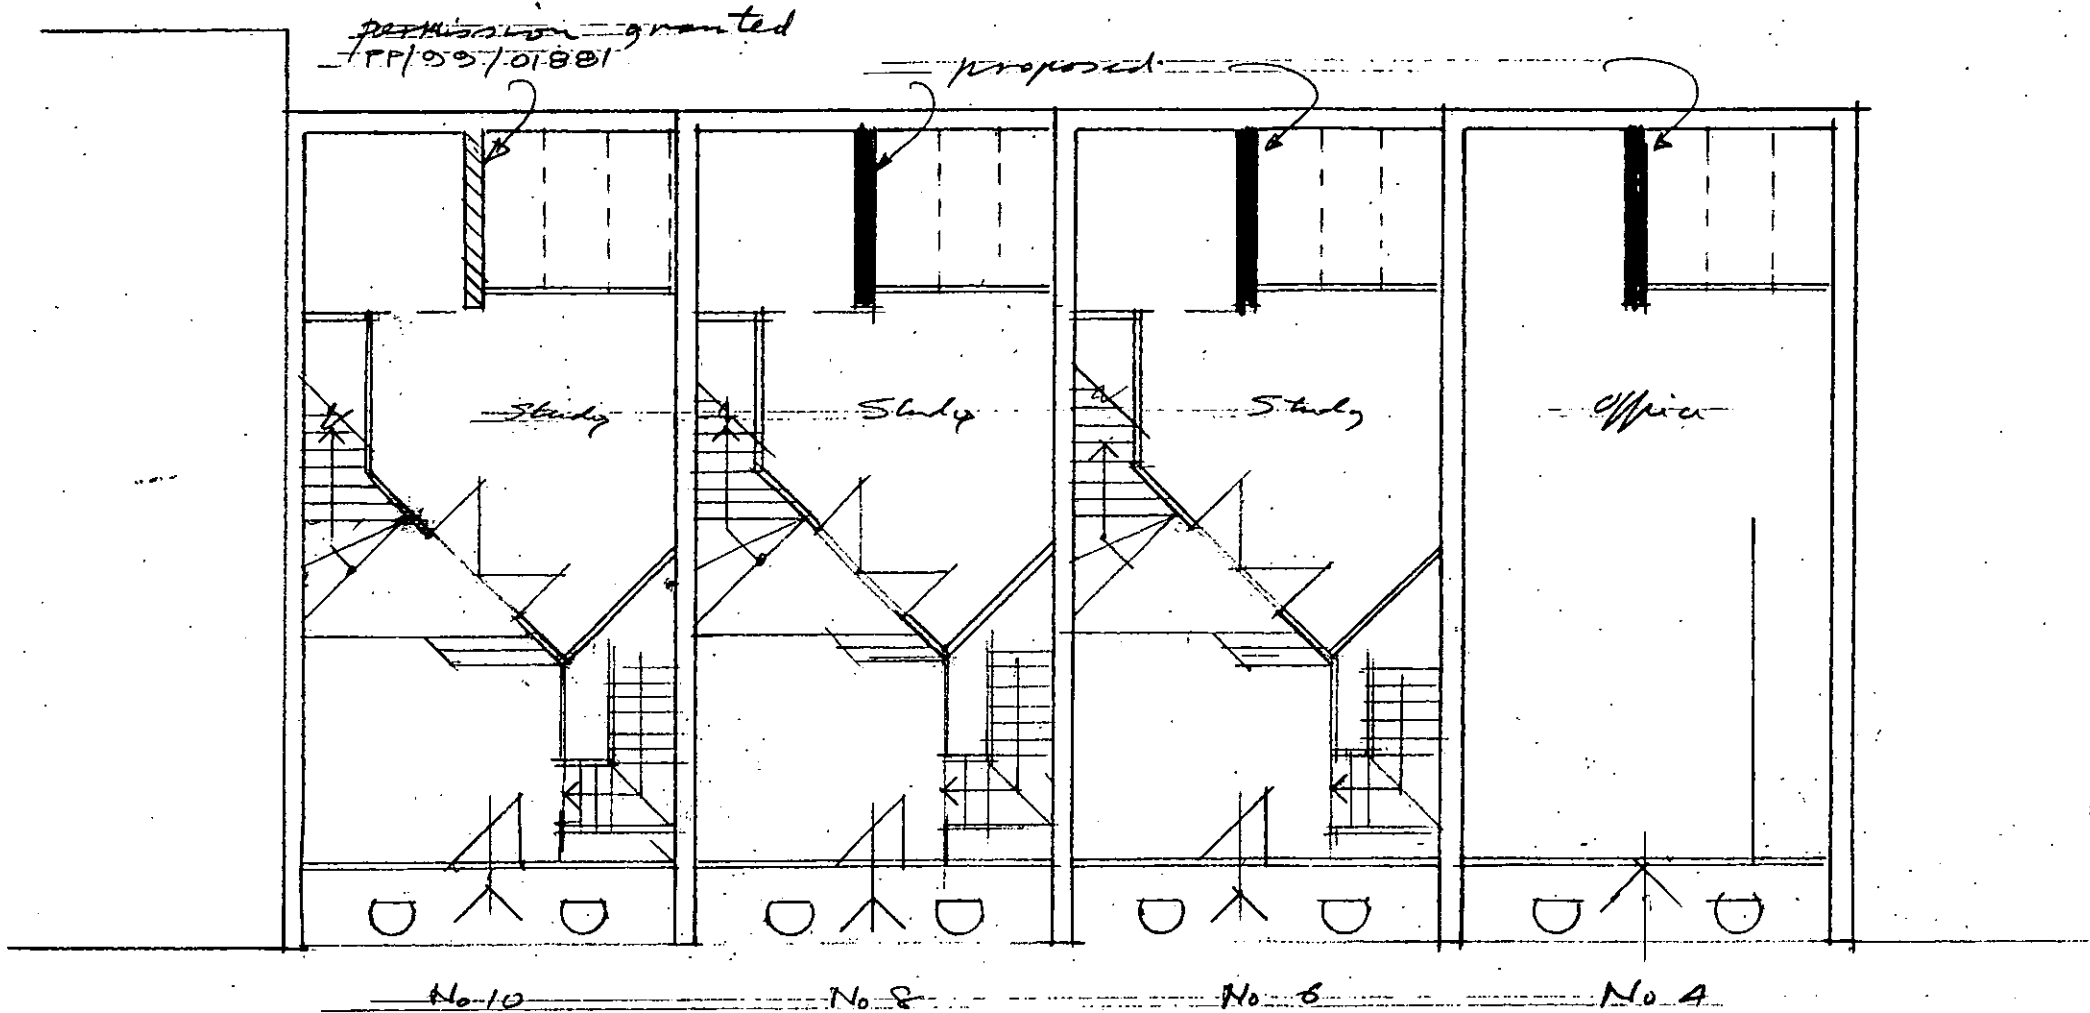 permission granted
PP/99/01881
proposed
Study Study Study Office
No 10 No 8 No 6 No 4